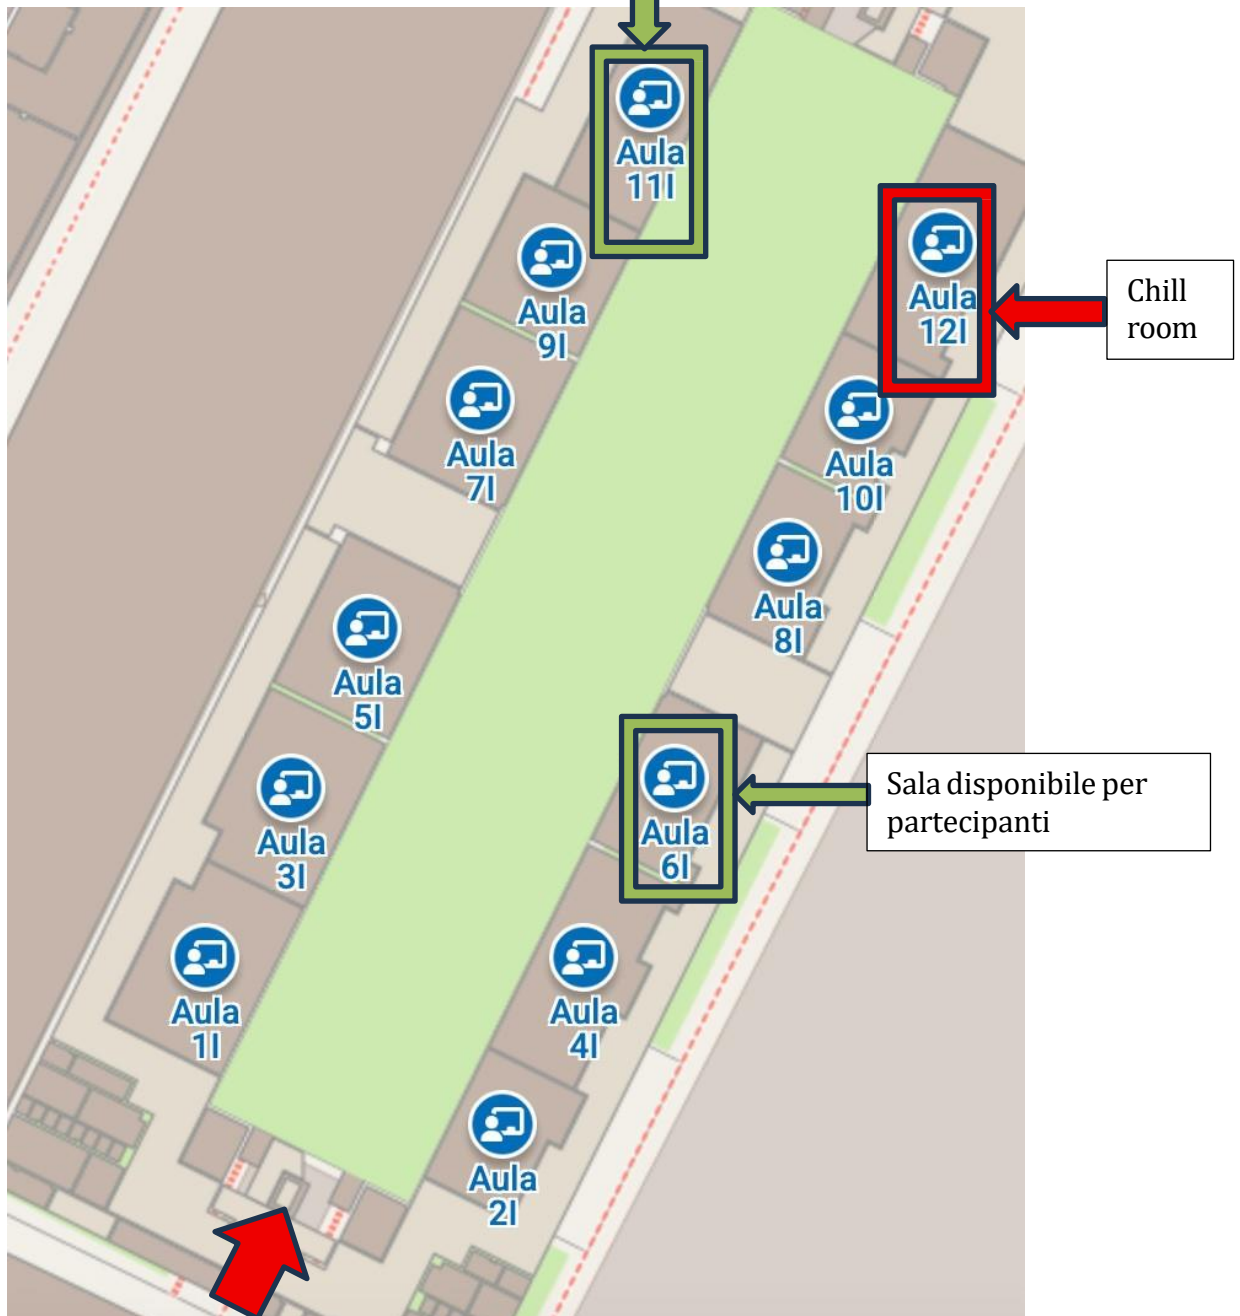 Aula
11I
Aula
9I
Aula
12I
Chill
room
Aula
7I
Aula
10I
Aula
8I
Aula
5I
Aula
6I
Sala disponibile per
partecipanti
Aula
3I
Aula
1I
Aula
4I
Aula
2I